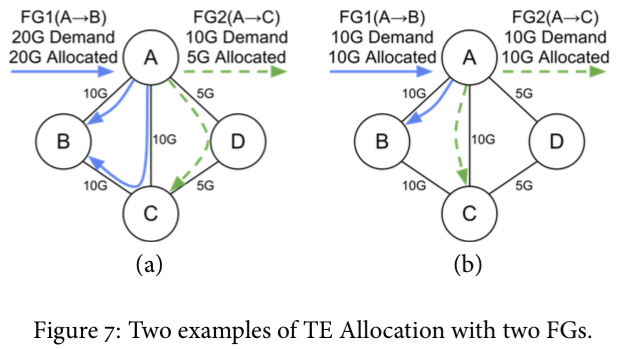 FG1(A→B)
20G Demand
20G Allocated
FG2(A→C)
10G Demand
5G Allocated
A
10G
5G
B
10G
D
10G
5G
C
(a)
FG1(A→B)
10G Demand
10G Allocated
FG2(A→C)
10G Demand
10G Allocated
A
10G
5G
B
10G
D
10G
5G
C
(b)
Figure 7: Two examples of TE Allocation with two FGs.